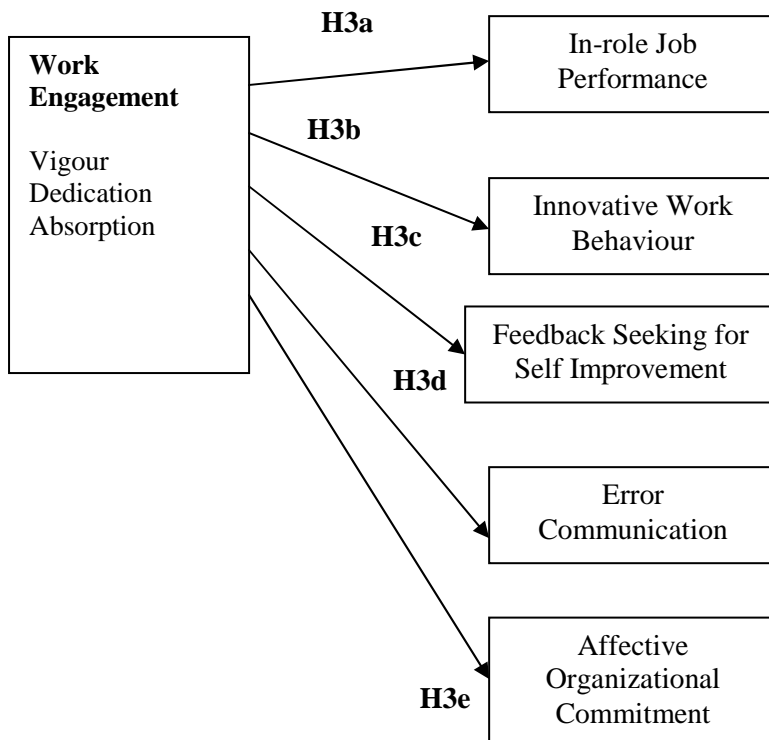 H3a
Work
Engagement
Vigour
Dedication
Absorption
In-role Job
Performance
H3b
Innovative Work
Behaviour
H3c
Feedback Seeking for
Self Improvement
H3d
Error
Communication
H3e
Affective
Organizational
Commitment